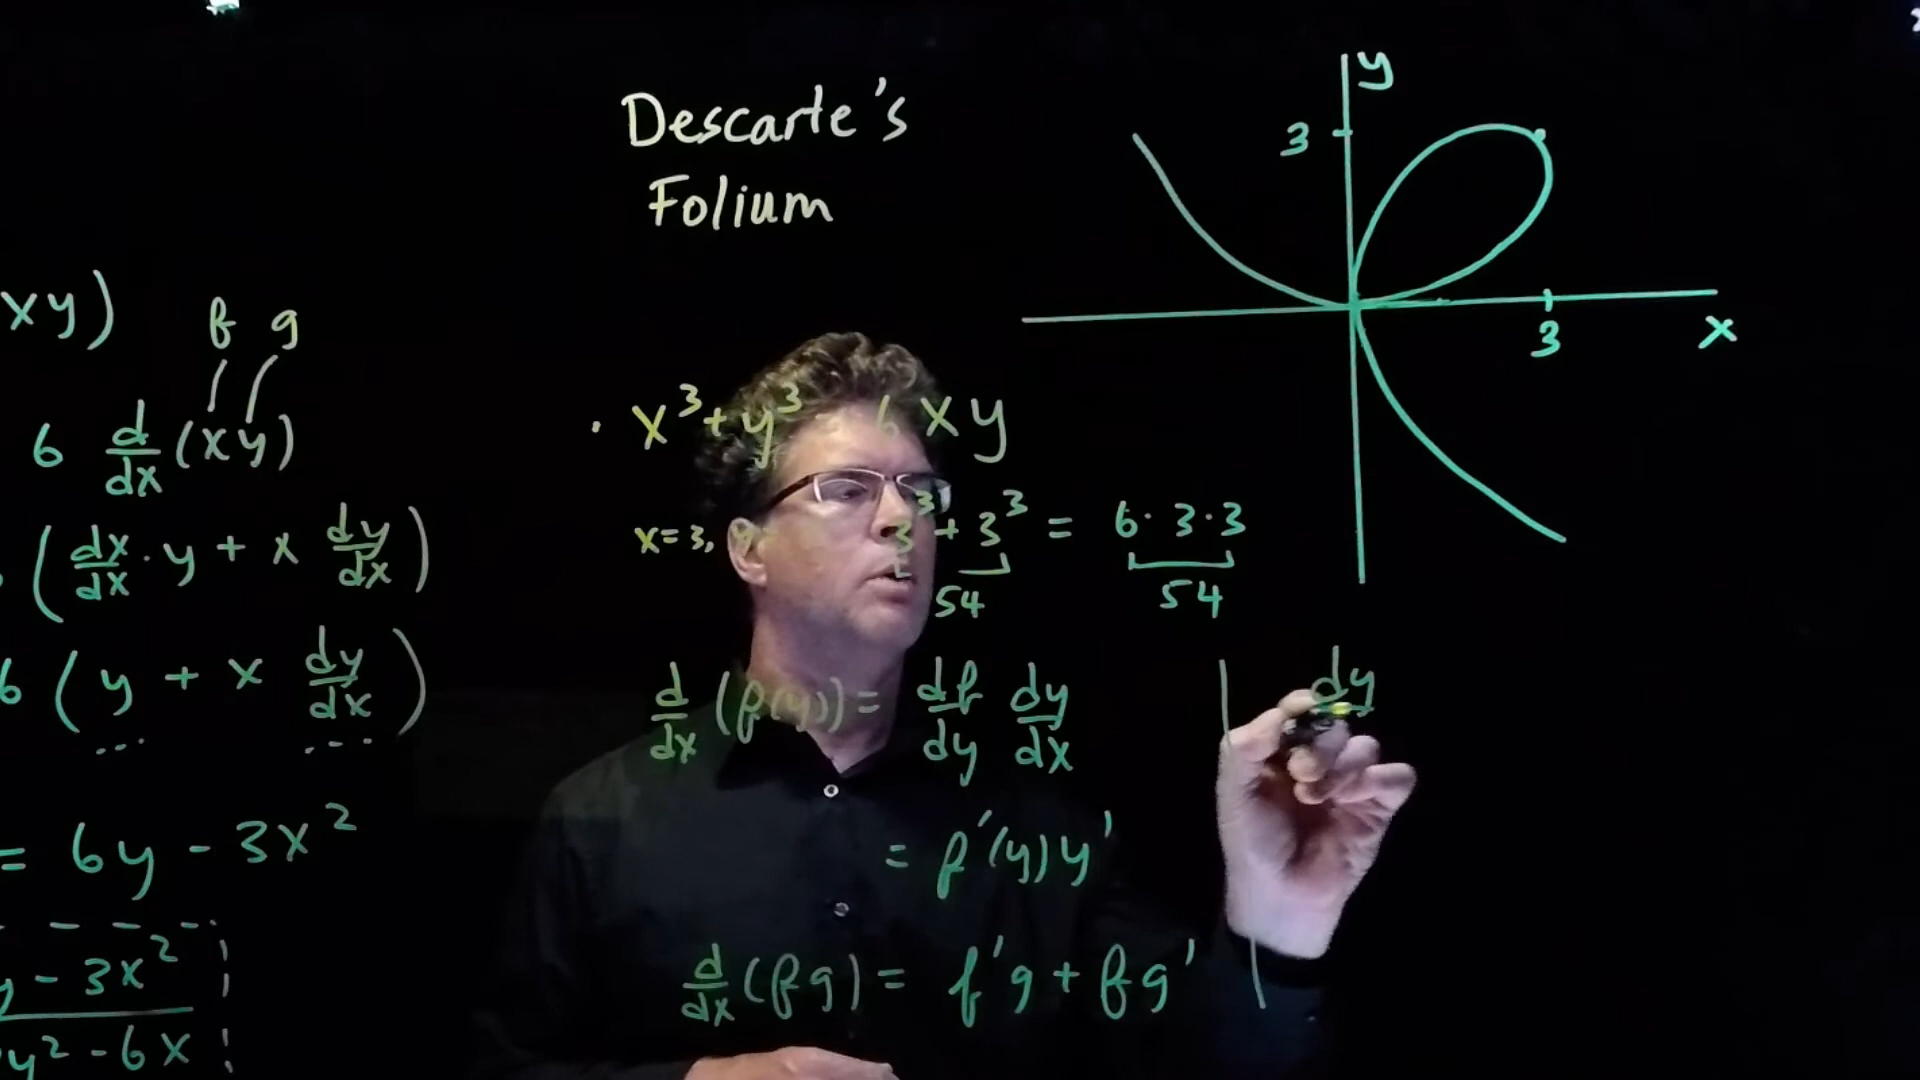 Descarte's
Folium
y
3
3
x
xy)
f g
6 d/dx (xy)
(dx/dx · y + x dy/dx)
6 (y + x dy/dx)
= 6y - 3x²
y - 3x²
y² - 6x
· x³ + y³ 6xy
x=3, 3³ + 3³ = 6·3·3
54 54
d/dx (f(y)) = df/dy dy/dx
= f'(y) y'
d/dx (fg) = f'g + fg'
dy